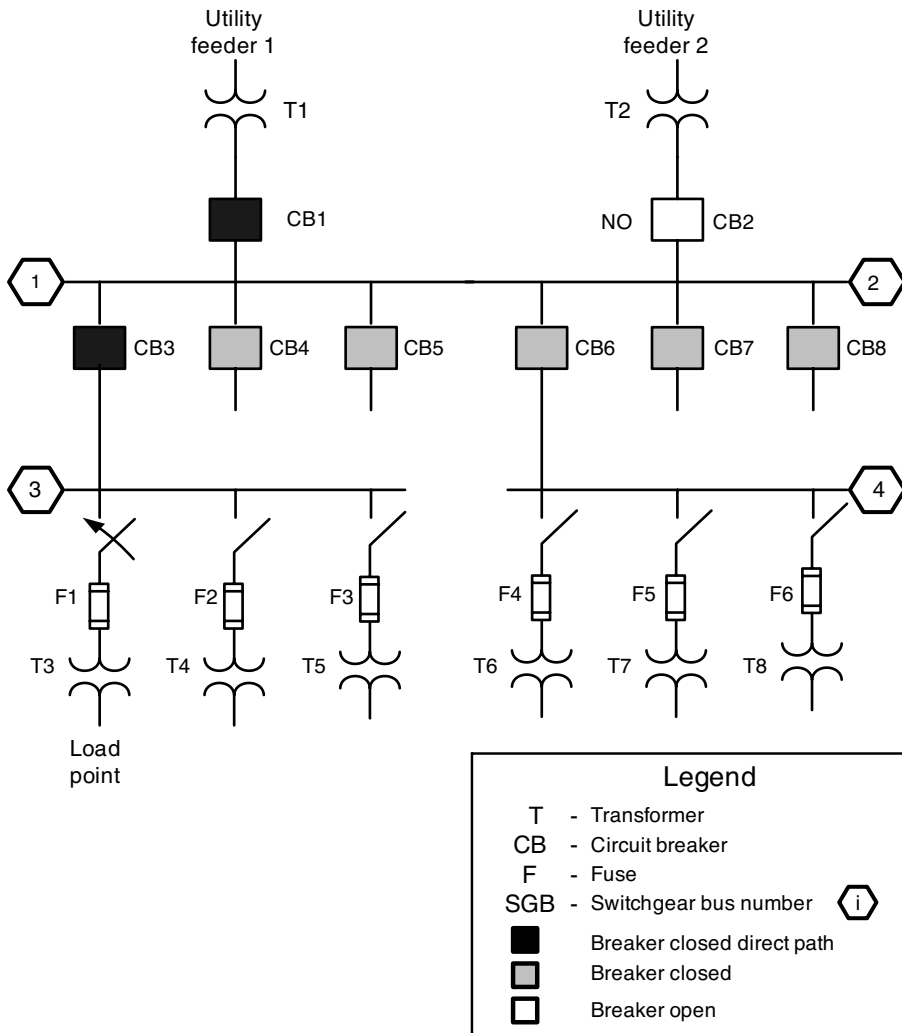 Utility
feeder 1
Utility
feeder 2
T1
T2
CB1
NO
CB2
1
2
CB3
CB4
CB5
CB6
CB7
CB8
3
4
F1
F2
F3
F4
F5
F6
T3
T4
T5
T6
T7
T8
Load
point
Legend
T - Transformer
CB - Circuit breaker
F - Fuse
SGB - Switchgear bus number i
Breaker closed direct path
Breaker closed
Breaker open